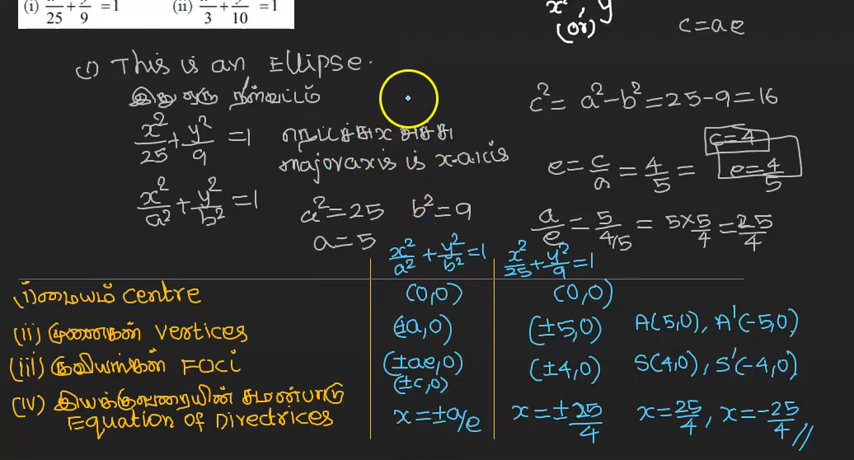 (i) x²/25 + y²/9 = 1 (ii) x²/3 + y²/10 = 1
x², y
(or)
c = ae
(i) This is an Ellipse.
இது ஒரு நீள்வட்டம்
x²/25 + y²/9 = 1
நெட்டச்சு x அச்சு
major axis is x-axis
x²/a² + y²/b² = 1
a² = 25 b² = 9
a = 5
c² = a² - b² = 25 - 9 = 16
c = 4
e = c/a = 4/5 = e = 4/5
a/e = 5/4/5 = 5×5/4 = 25/4
x²/a² + y²/b² = 1 x²/25 + y²/9 = 1
(i) மையம் Centre (0,0) (0,0)
(ii) முனைகள் Vertices (±a,0) (±5,0) A(5,0), A'(-5,0)
(iii) குவியங்கள் FOCI (±ae,0) (±4,0) S(4,0), S'(-4,0)
(±c,0)
(iv) இயக்குவரையின் சமன்பாடு
Equation of Directrices x = ±a/e x = ±25/4 x = 25/4, x = -25/4 //